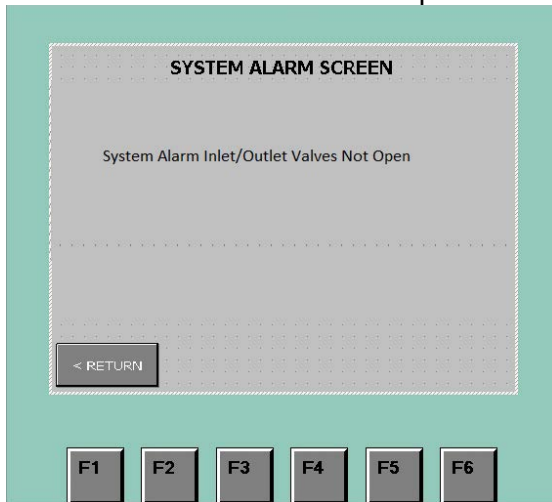 SYSTEM ALARM SCREEN
System Alarm Inlet/Outlet Valves Not Open
< RETURN
F1 F2 F3 F4 F5 F6